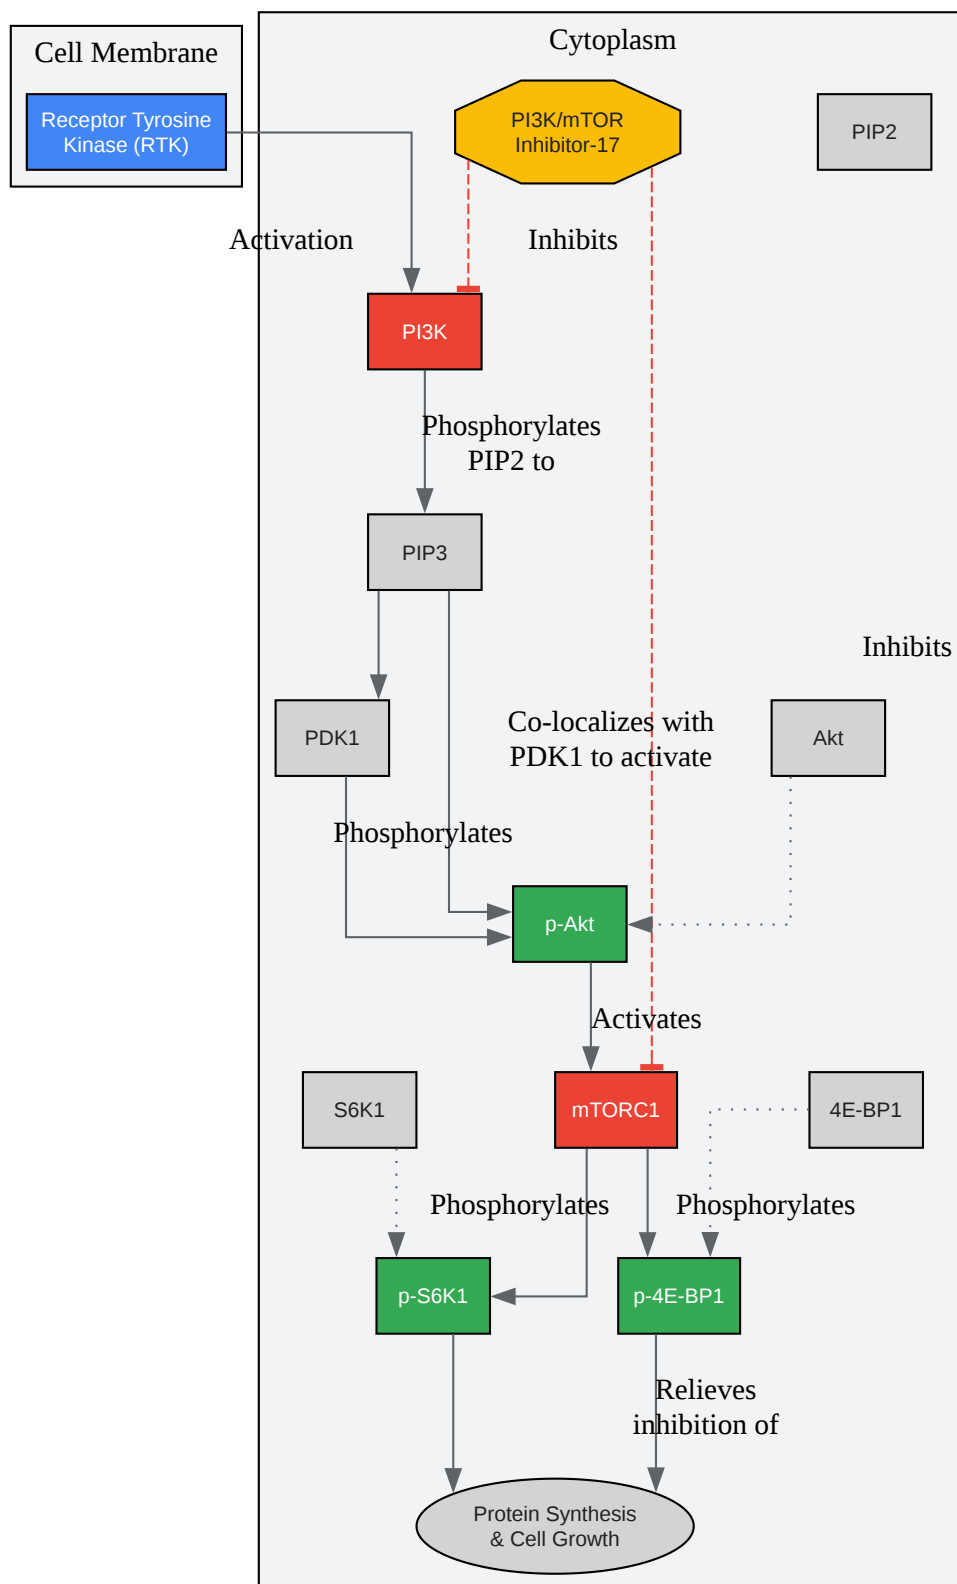 Cell Membrane
Cytoplasm
Receptor Tyrosine
Kinase (RTK)
PI3K/mTOR
Inhibitor-17
PIP2
Activation
Inhibits
PI3K
Phosphorylates
PIP2 to
PIP3
Inhibits
PDK1
Co-localizes with
PDK1 to activate
Akt
Phosphorylates
p-Akt
Activates
S6K1
mTORC1
4E-BP1
Phosphorylates
Phosphorylates
p-S6K1
p-4E-BP1
Relieves
inhibition of
Protein Synthesis
& Cell Growth